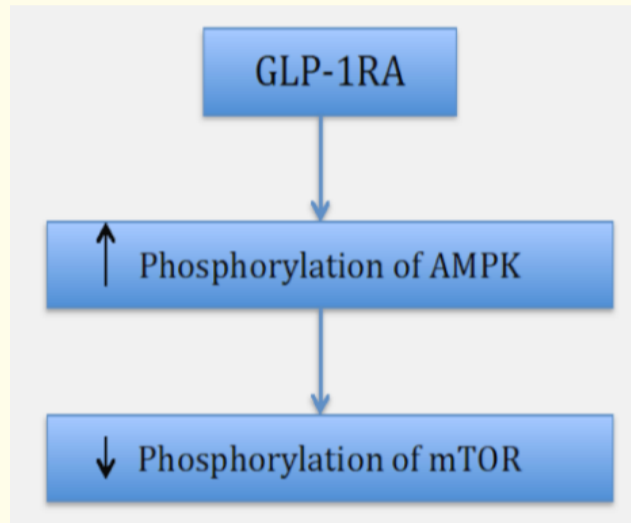 GLP-1RA
↑ Phosphorylation of AMPK
↓ Phosphorylation of mTOR